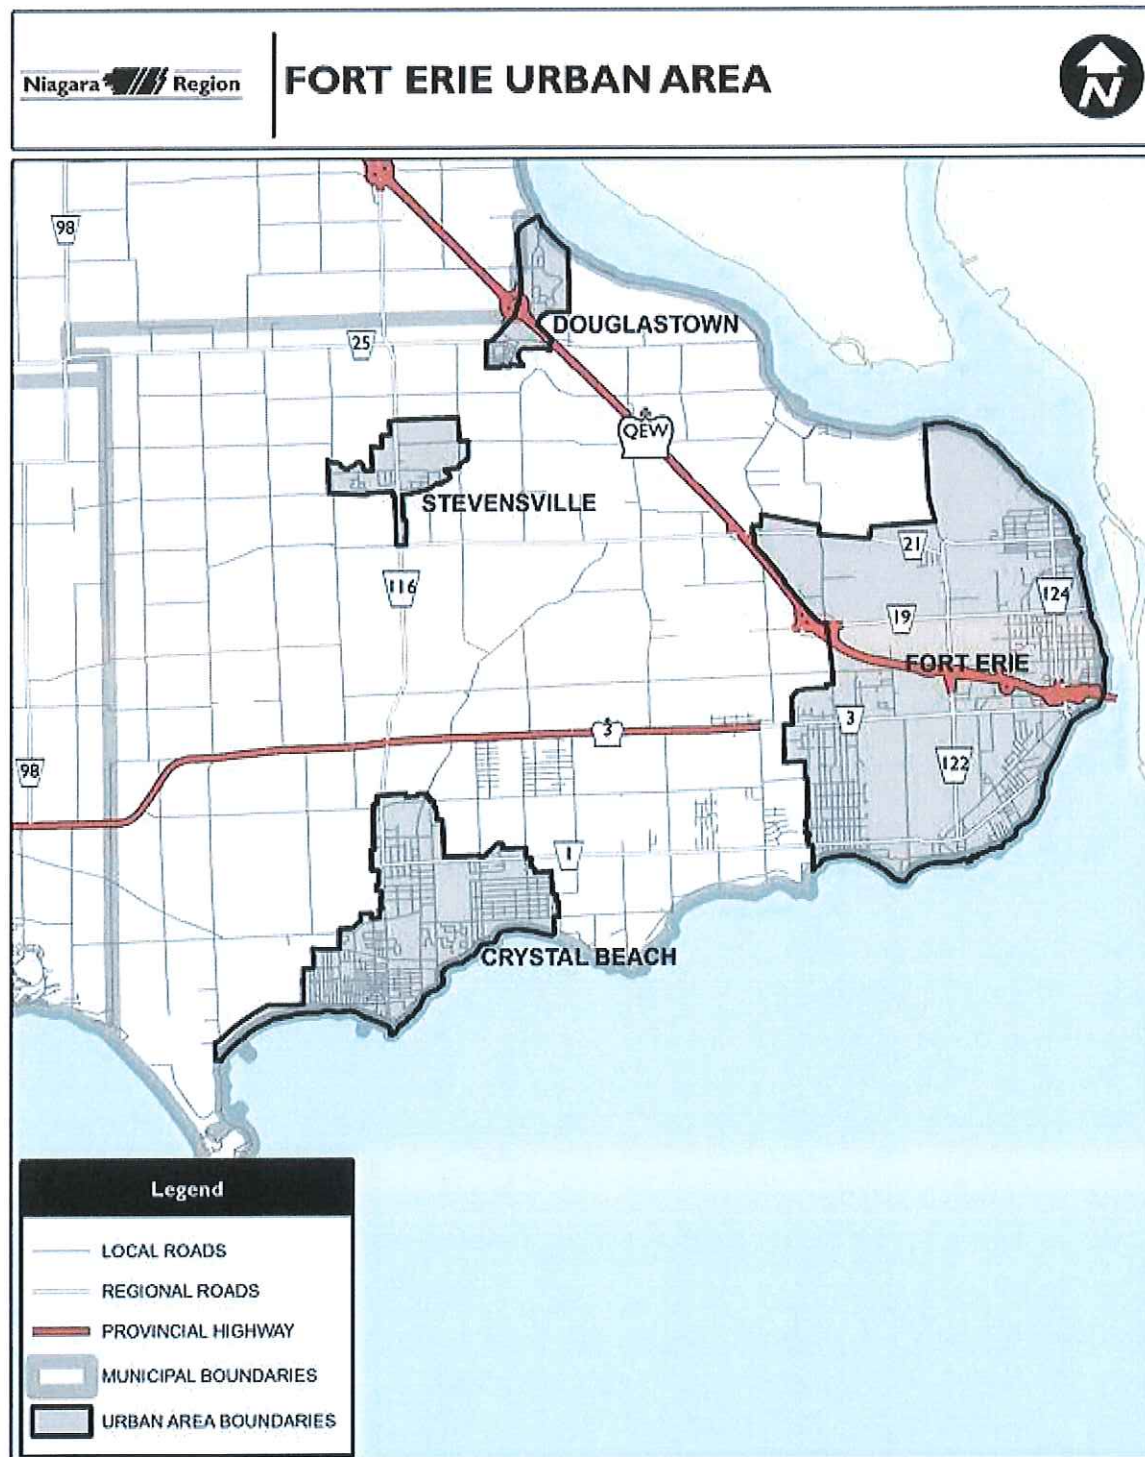 Niagara Region
FORT ERIE URBAN AREA
N
98
DOUGLASTOWN
25
QEW
STEVENSVILLE
21
116
124
19
FORT ERIE
3
3
98
122
1
CRYSTAL BEACH
Legend
LOCAL ROADS
REGIONAL ROADS
PROVINCIAL HIGHWAY
MUNICIPAL BOUNDARIES
URBAN AREA BOUNDARIES